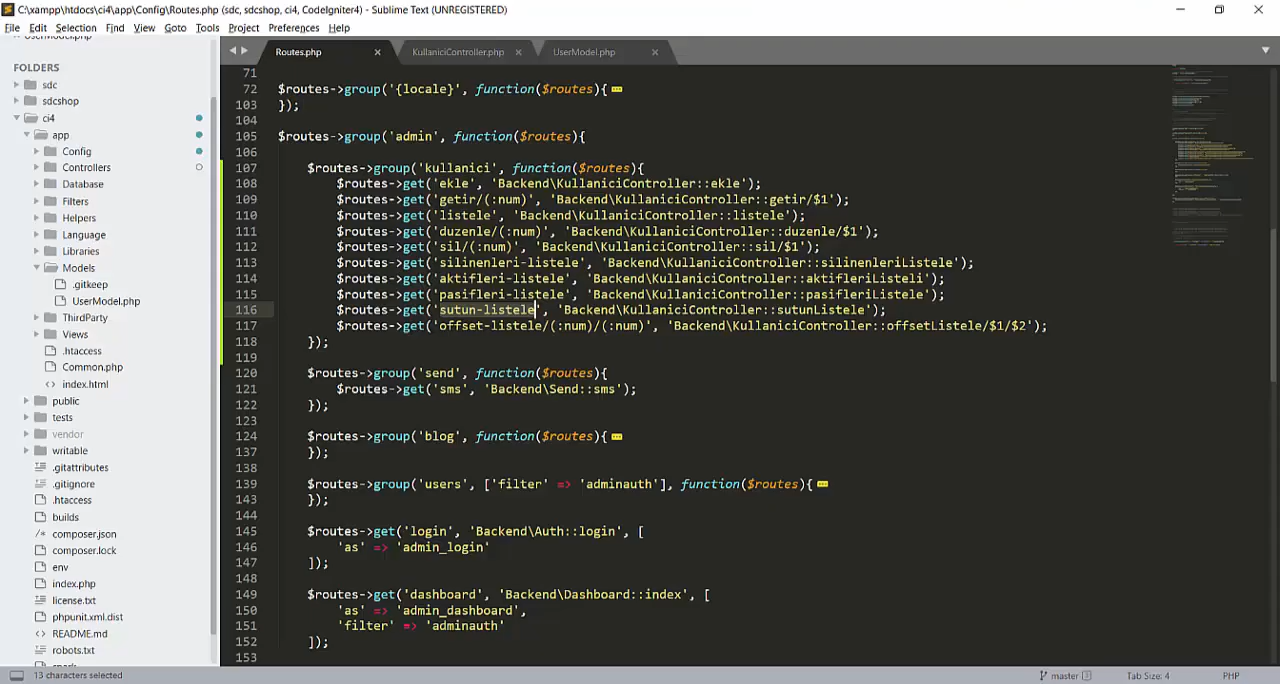 C:\xampp\htdocs\ci4\app\Config\Routes.php (sdc, sdcshop, ci4, CodeIgniter4) - Sublime Text (UNREGISTERED)
File Edit Selection Find View Goto Tools Project Preferences Help
UserModel.php
FOLDERS
sdc
sdcshop
ci4
app
Config
Controllers
Database
Filters
Helpers
Language
Libraries
Models
.gitkeep
UserModel.php
ThirdParty
Views
.htaccess
Common.php
index.html
public
tests
vendor
writable
.gitattributes
.gitignore
.htaccess
builds
composer.json
composer.lock
env
index.php
license.txt
phpunit.xml.dist
README.md
robots.txt
Routes.php
KullaniciController.php
UserModel.php
71
72 $routes->group('{locale}', function($routes){
103 });
104
105 $routes->group('admin', function($routes){
106
107 $routes->group('kullanici', function($routes){
108 $routes->get('ekle', 'Backend\KullaniciController::ekle');
109 $routes->get('getir/(:num)', 'Backend\KullaniciController::getir/$1');
110 $routes->get('listele', 'Backend\KullaniciController::listele');
111 $routes->get('duzenle/(:num)', 'Backend\KullaniciController::duzenle/$1');
112 $routes->get('sil/(:num)', 'Backend\KullaniciController::sil/$1');
113 $routes->get('silinenleri-listele', 'Backend\KullaniciController::silinenleriListele');
114 $routes->get('aktifleri-listele', 'Backend\KullaniciController::aktifleriListeli');
115 $routes->get('pasifleri-listele', 'Backend\KullaniciController::pasifleriListele');
116 $routes->get('sutun-listele', 'Backend\KullaniciController::sutunListele');
117 $routes->get('offset-listele/(:num)/(:num)', 'Backend\KullaniciController::offsetListele/$1/$2');
118 });
119
120 $routes->group('send', function($routes){
121 $routes->get('sms', 'Backend\Send::sms');
122 });
123
124 $routes->group('blog', function($routes){
137 });
138
139 $routes->group('users', ['filter' => 'adminauth'], function($routes){
143 });
144
145 $routes->get('login', 'Backend\Auth::login', [
146 'as' => 'admin_login'
147 ]);
148
149 $routes->get('dashboard', 'Backend\Dashboard::index', [
150 'as' => 'admin_dashboard',
151 'filter' => 'adminauth'
152 ]);
153
13 characters selected
master 3
Tab Size: 4
PHP